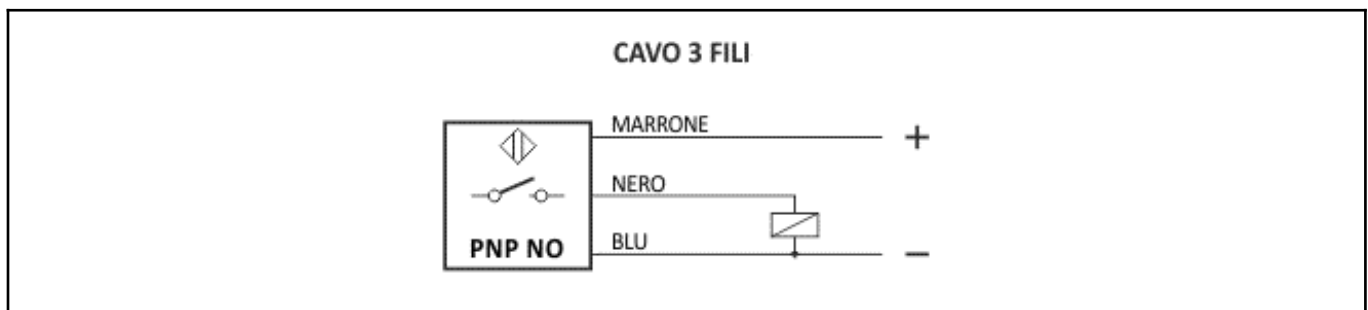 CAVO 3 FILI
MARRONE
+
NERO
PNP NO
BLU
−